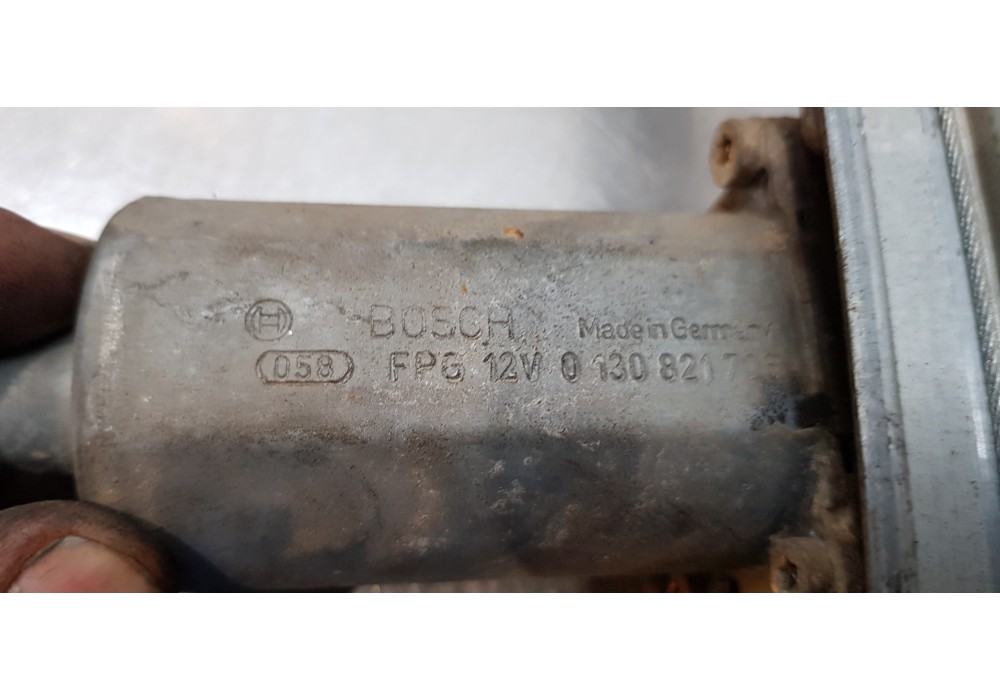 BOSCH Made in Germany
058 FPG 12V 0 130 821